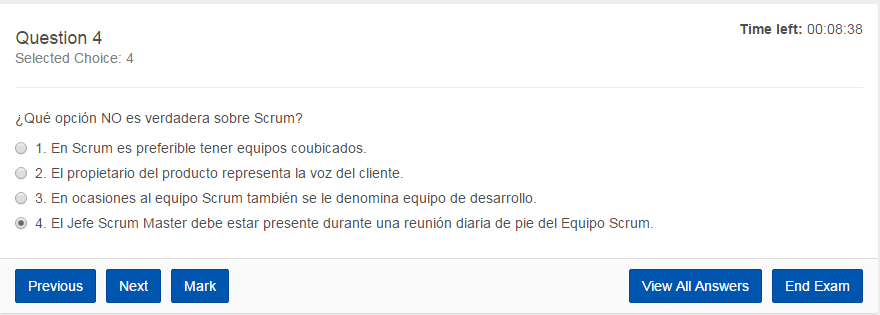 Question 4
Time left: 00:08:38
Selected Choice: 4
¿Qué opción NO es verdadera sobre Scrum?
1. En Scrum es preferible tener equipos coubicados.
2. El propietario del producto representa la voz del cliente.
3. En ocasiones al equipo Scrum también se le denomina equipo de desarrollo.
4. El Jefe Scrum Master debe estar presente durante una reunión diaria de pie del Equipo Scrum.
Previous Next Mark View All Answers End Exam